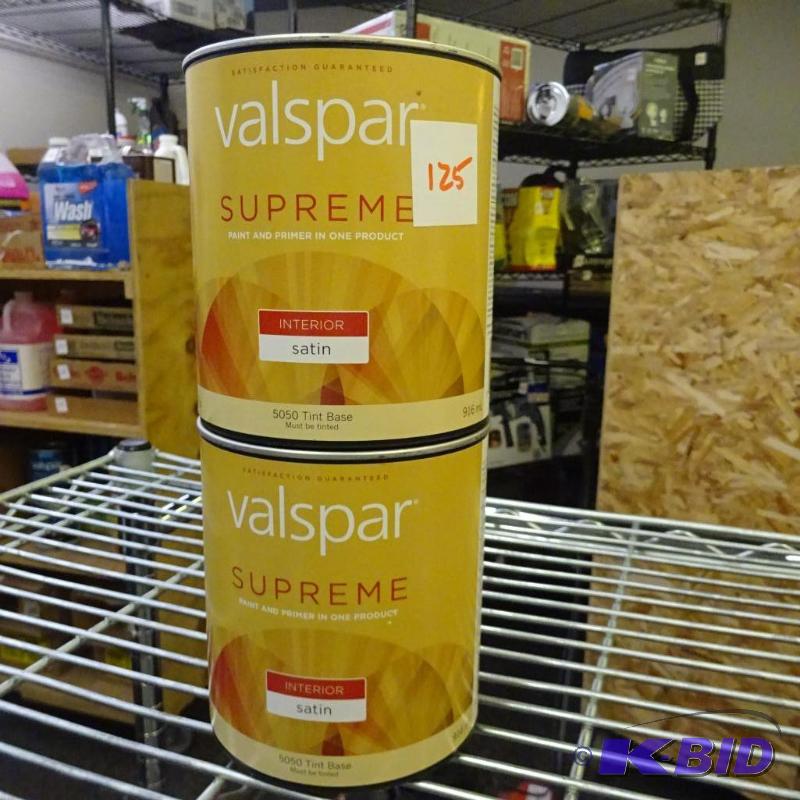 SATISFACTION GUARANTEED
valspar
125
SUPREME
PAINT AND PRIMER IN ONE PRODUCT
INTERIOR
satin
5050 Tint Base
Must be tinted
916 mL
SATISFACTION GUARANTEED
valspar
SUPREME
PAINT AND PRIMER IN ONE PRODUCT
INTERIOR
satin
5050 Tint Base
Must be tinted
Wash
© K-BID